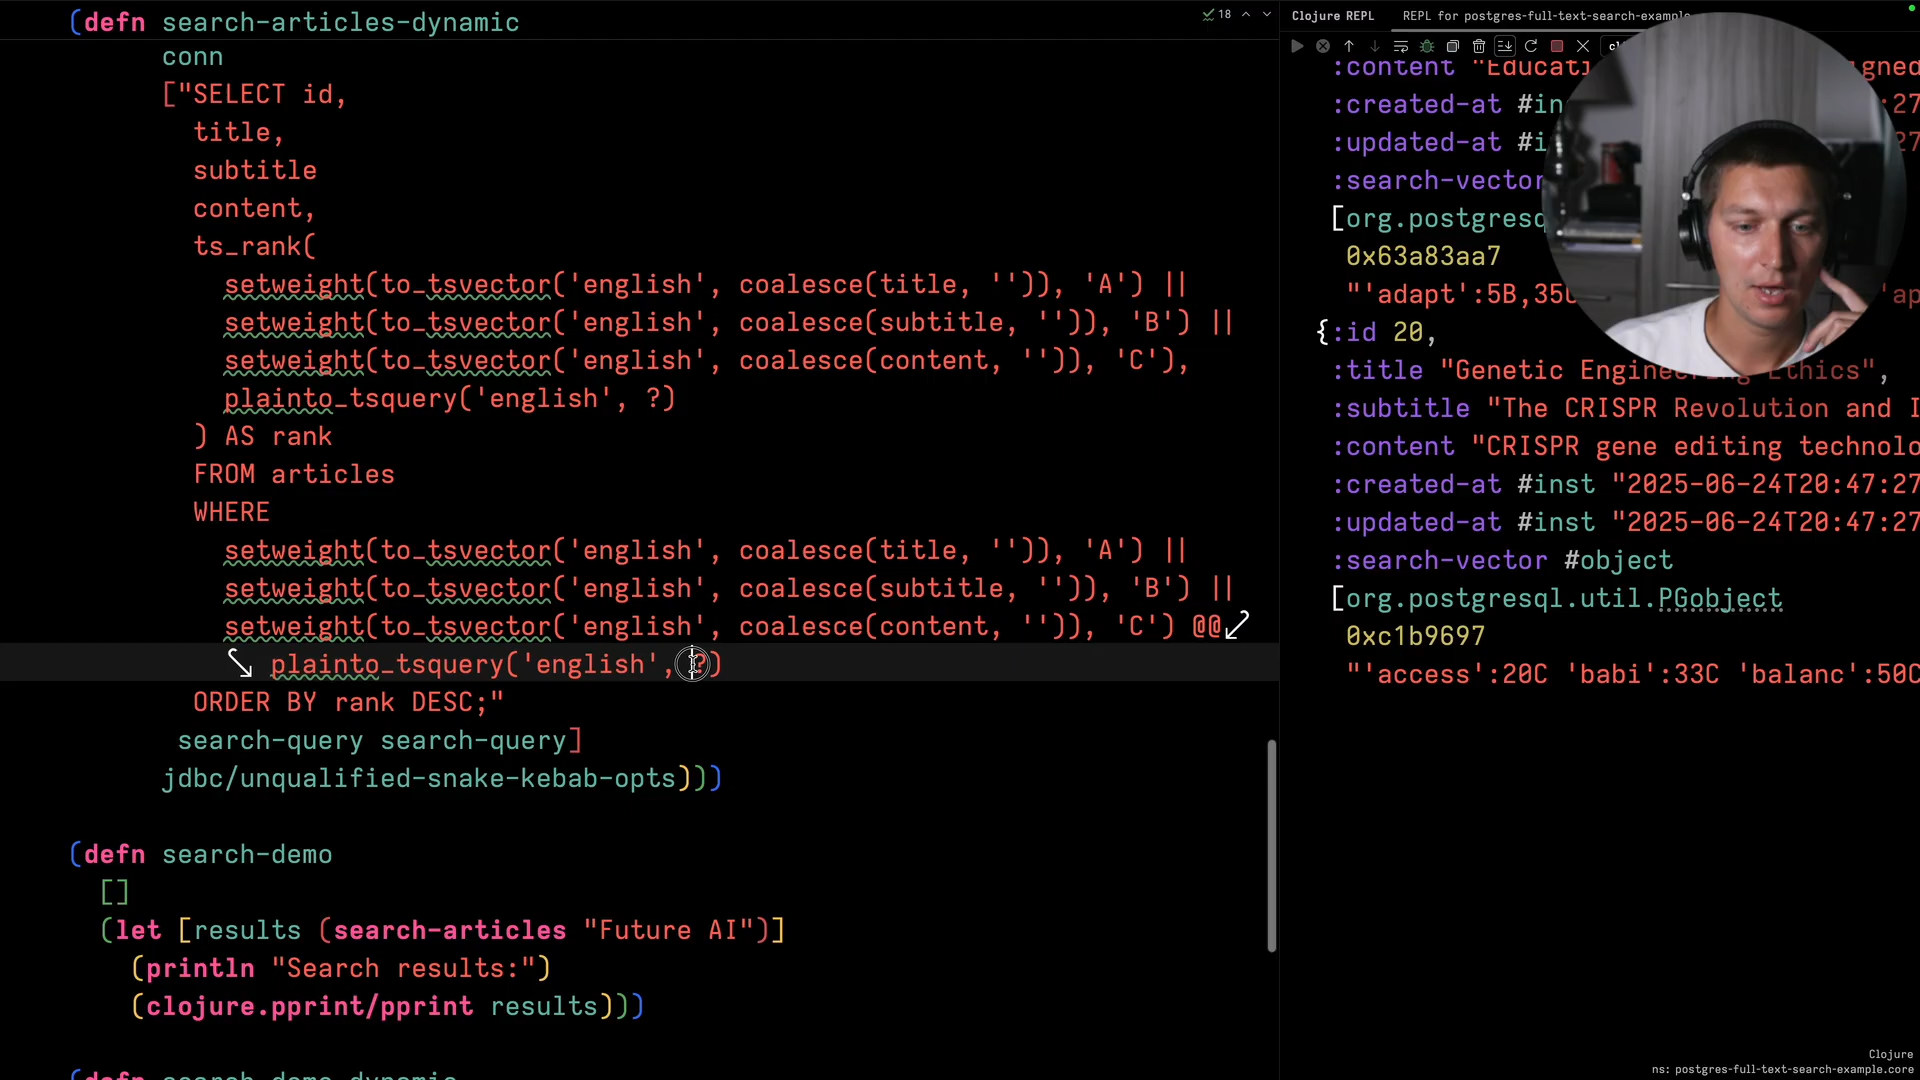 (defn search-articles-dynamic
18
conn
["SELECT id,
title,
subtitle
content,
ts_rank(
setweight(to_tsvector('english', coalesce(title, '')), 'A') ||
setweight(to_tsvector('english', coalesce(subtitle, '')), 'B') ||
setweight(to_tsvector('english', coalesce(content, '')), 'C'),
plainto_tsquery('english', ?)
) AS rank
FROM articles
WHERE
setweight(to_tsvector('english', coalesce(title, '')), 'A') ||
setweight(to_tsvector('english', coalesce(subtitle, '')), 'B') ||
setweight(to_tsvector('english', coalesce(content, '')), 'C') @@
plainto_tsquery('english', ?)
ORDER BY rank DESC;"
search-query search-query]
jdbc/unqualified-snake-kebab-opts)))
(defn search-demo
[]
(let [results (search-articles "Future AI")]
(println "Search results:")
(clojure.pprint/pprint results)))
(defn search-demo-dynamic
Clojure REPL
REPL for postgres-full-text-search-example
:content "Educati
:created-at #in
:updated-at #i
:search-vector
[org.postgresq
0x63a83aa7
"'adapt':5B,35C
{:id 20,
:title "Genetic Engineering Ethics",
:subtitle "The CRISPR Revolution and I
:content "CRISPR gene editing technolo
:created-at #inst "2025-06-24T20:47:27
:updated-at #inst "2025-06-24T20:47:27
:search-vector #object
[org.postgresql.util.PGobject
0xc1b9697
"'access':20C 'babi':33C 'balanc':50C
Clojure
ns: postgres-full-text-search-example.core